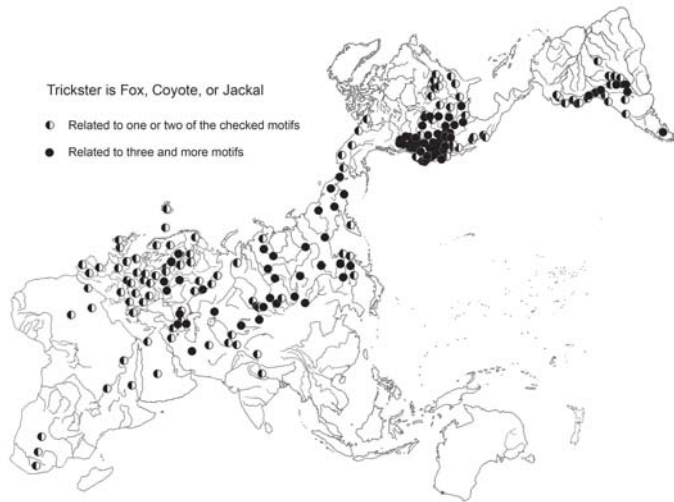 Trickster is Fox, Coyote, or Jackal
Related to one or two of the checked motifs
Related to three and more motifs